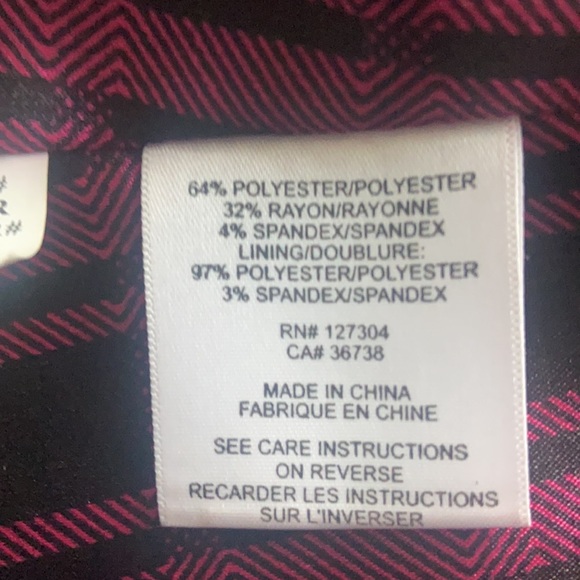 64% POLYESTER/POLYESTER
32% RAYON/RAYONNE
4% SPANDEX/SPANDEX
LINING/DOUBLURE:
97% POLYESTER/POLYESTER
3% SPANDEX/SPANDEX
RN# 127304
CA# 36738
MADE IN CHINA
FABRIQUE EN CHINE
SEE CARE INSTRUCTIONS
ON REVERSE
RECARDER LES INSTRUCTIONS
SUR L'INVERSER